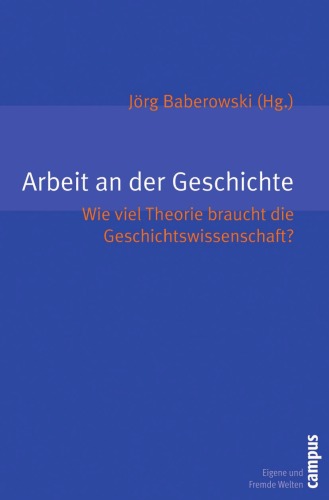 Jörg Baberowski (Hg.)
Arbeit an der Geschichte
Wie viel Theorie braucht die
Geschichtswissenschaft?
Eigene und
Fremde Welten
campus